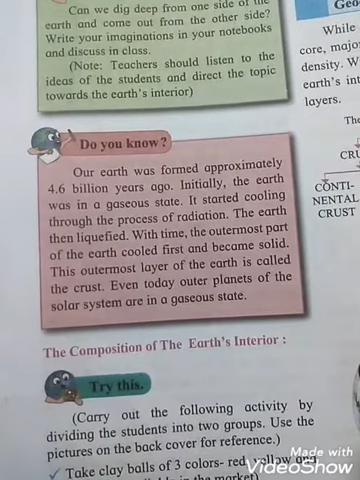 Can we dig deep from one side of the
earth and come out from the other side?
Write your imaginations in your notebooks
and discuss in class.
(Note: Teachers should listen to the
ideas of the students and direct the topic
towards the earth's interior)
Do you know?
Our earth was formed approximately
4.6 billion years ago. Initially, the earth
was in a gaseous state. It started cooling
through the process of radiation. The earth
then liquefied. With time, the outermost part
of the earth cooled first and became solid.
This outermost layer of the earth is called
the crust. Even today outer planets of the
solar system are in a gaseous state.
The Composition of The Earth's Interior :
Try this.
(Carry out the following activity by
dividing the students into two groups. Use the
pictures on the back cover for reference.)
✓ Take clay balls of 3 colors- red, yellow and
in the market)
While
core,
density.
earth's
layers.
CONTI-
NENTAL
CRUST
Made with
VideoShow